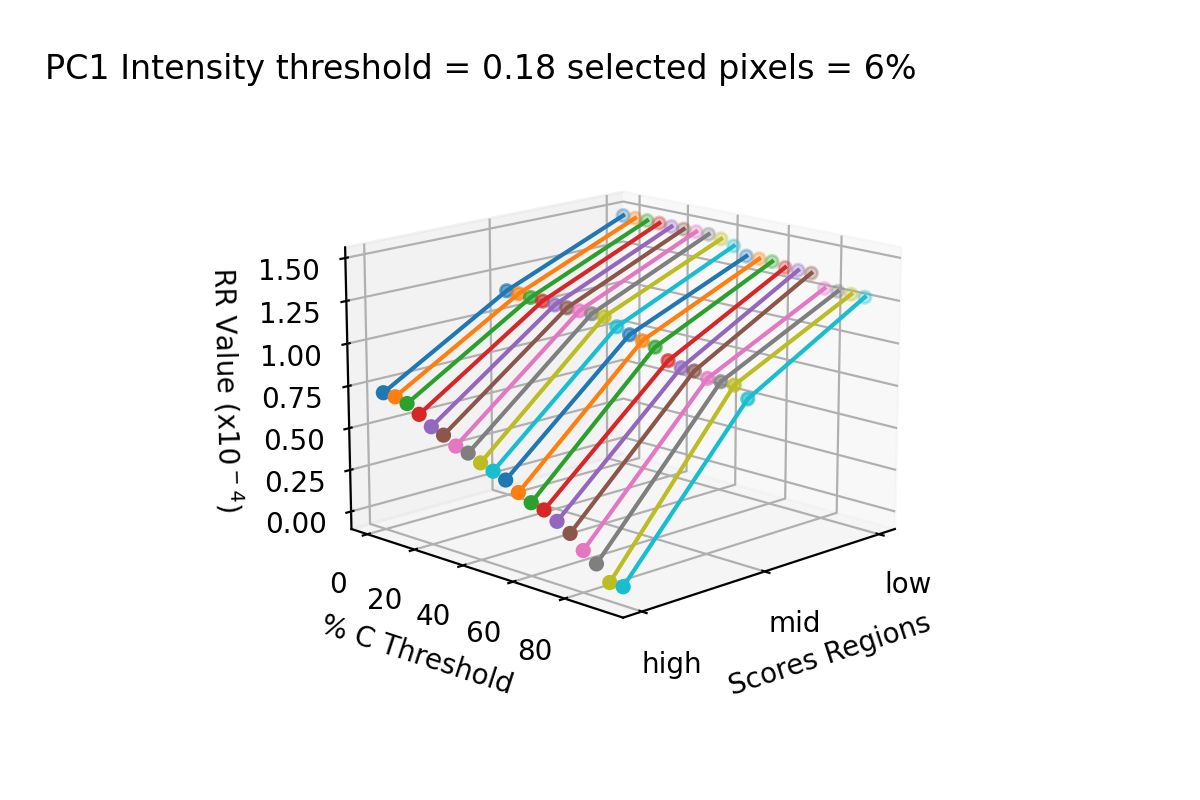 PC1 Intensity threshold = 0.18 selected pixels = 6%
RR Value (x10⁻⁴)
1.50
1.25
1.00
0.75
0.50
0.25
0.00
0
20
40
60
80
% C Threshold
high
mid
low
Scores Regions